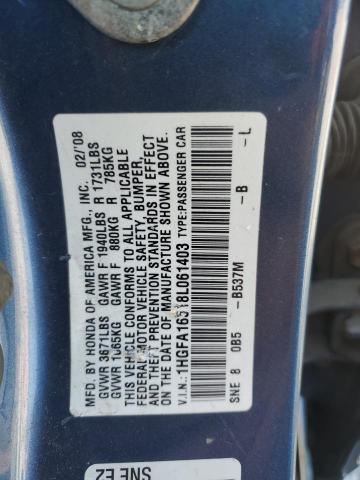 MFD. BY HONDA OF AMERICA MFG., INC. 02/'08
GVWR 3671LBS GAWR F 1940LBS R 1731LBS
GVWR 1665KG GAWR F 880KG R 785KG
THIS VEHICLE CONFORMS TO ALL APPLICABLE
FEDERAL MOTOR VEHICLE SAFETY, BUMPER,
AND THEFT PREVENTION STANDARDS IN EFFECT
ON THE DATE OF MANUFACTURE SHOWN ABOVE.
V.I.N.: 1HGFA16518L061403 TYPE:PASSENGER CAR
SNE 8 0B5 -B537M -B -L
SNE E2